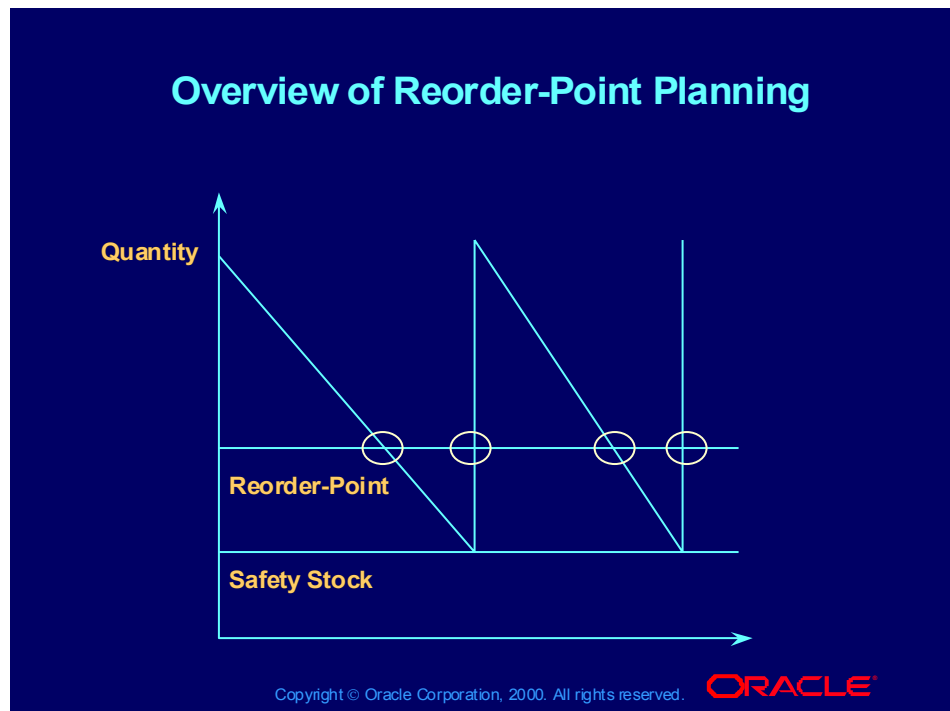 Overview of Reorder-Point Planning
Quantity
Reorder-Point
Safety Stock
Copyright © Oracle Corporation, 2000. All rights reserved.
ORACLE®